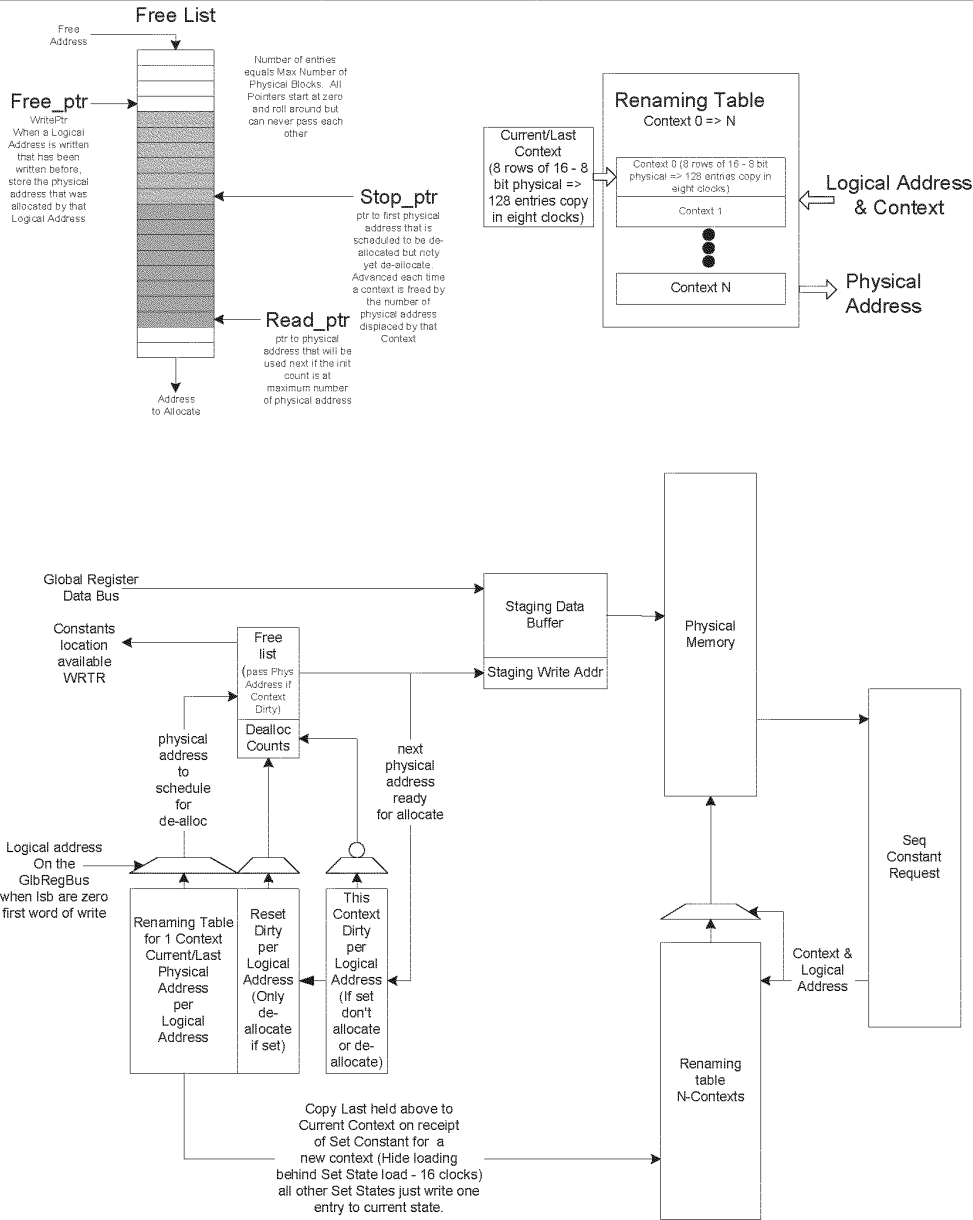 Free List
Free
Address
Number of entries
equals Max Number of
Physical Blocks. All
Pointers start at zero
and roll around but
can never pass each
other
Free_ptr
WritePtr
When a Logical
Address is written
that has been
written before,
store the physical
address that was
allocated by that
Logical Address
Stop_ptr
ptr to first physical
address that is
scheduled to be de-
allocated but noty
yet de-allocate.
Advanced each time
a context is freed by
the number of
physical address
displaced by that
Context
Read_ptr
ptr to physical
address that will be
used next if the init
count is at
maximum number
of physical address
Address
to Allocate
Renaming Table
Context 0 => N
Current/Last
Context
(8 rows of 16 - 8
bit physical =>
128 entries copy
in eight clocks)
Context 0 (8 rows of 16 - 8 bit
physical => 128 entries copy in
eight clocks)
Context 1
Context N
Logical Address
& Context
Physical
Address
Global Register
Data Bus
Constants
location
available
WRTR
Free
list
(pass Phys
Address if
Context
Dirty)
Dealloc
Counts
Staging Data
Buffer
Staging Write Addr
Physical
Memory
physical
address
to
schedule
for
de-alloc
next
physical
address
ready
for allocate
Logical address
On the
GlbRegBus
when lsb are zero
first word of write
Renaming Table
for 1 Context
Current/Last
Physical
Address
per
Logical
Address
Reset
Dirty
per
Logical
Address
(Only
de-
allocate
if set)
This
Context
Dirty
per
Logical
Address
(If set
don't
allocate
or de-
allocate)
Seq
Constant
Request
Context &
Logical
Address
Renaming
table
N-Contexts
Copy Last held above to
Current Context on receipt
of Set Constant for a
new context (Hide loading
behind Set State load - 16 clocks)
all other Set States just write one
entry to current state.